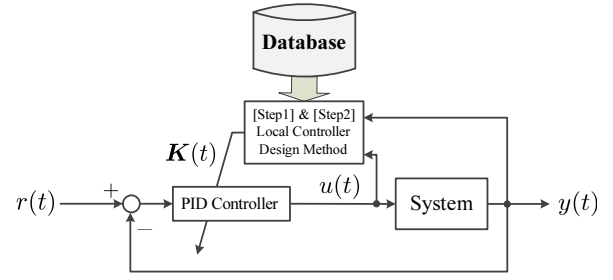 Database
[Step1] & [Step2]
Local Controller
Design Method
K(t)
r(t)
+
−
PID Controller
u(t)
System
y(t)